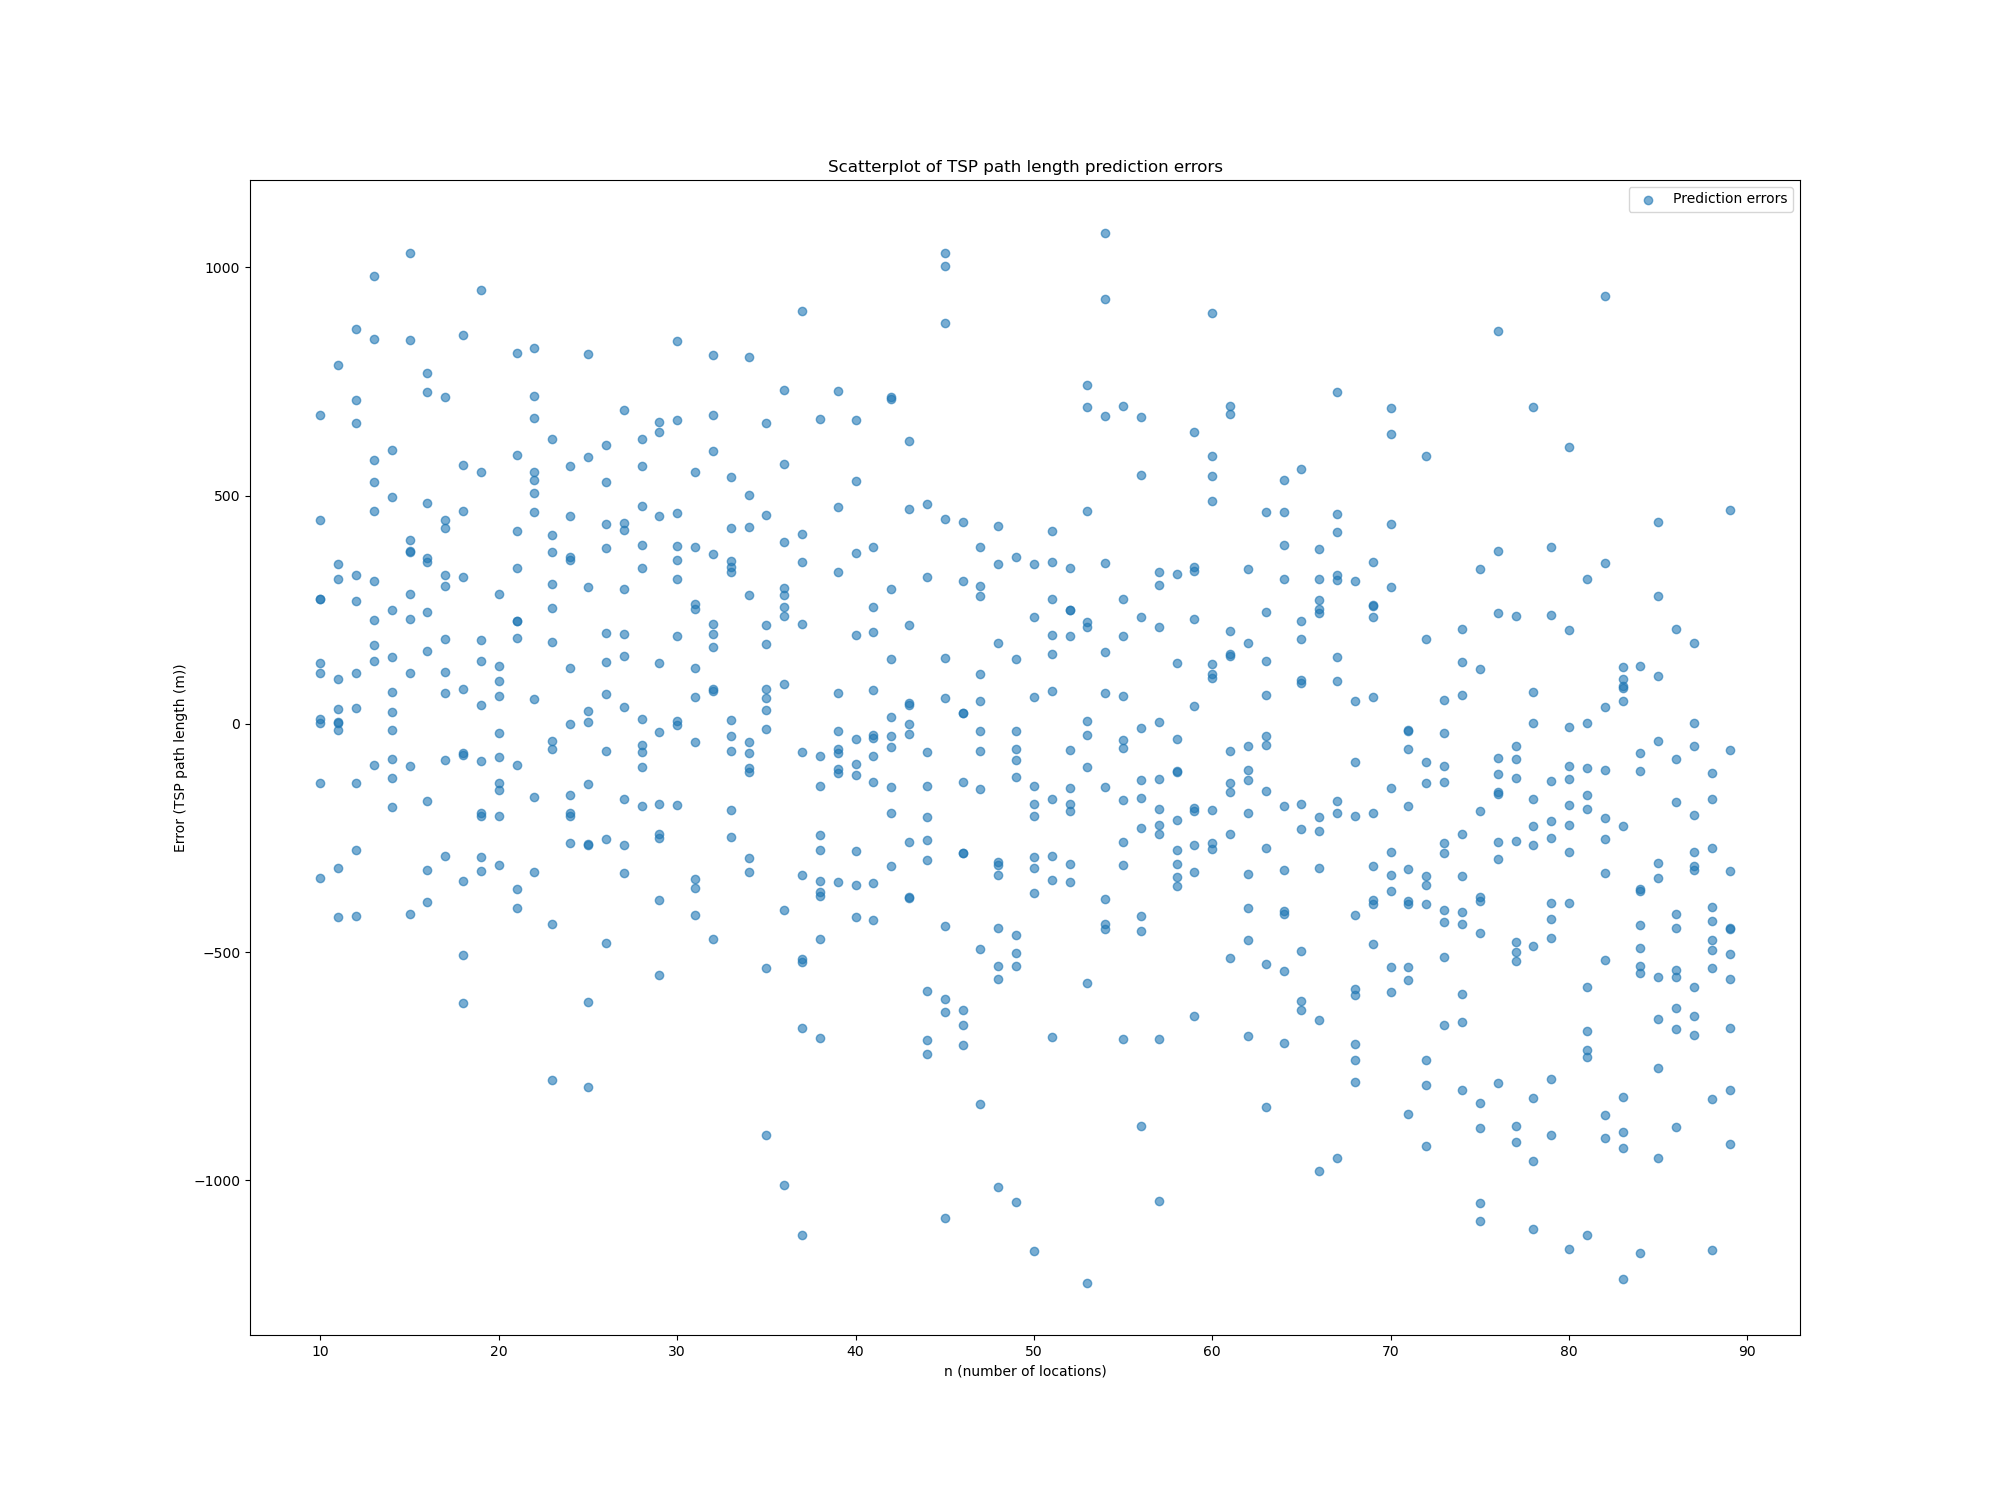 Scatterplot of TSP path length prediction errors
Prediction errors
1000
500
0
−500
−1000
Error (TSP path length (m))
10 20 30 40 50 60 70 80 90
n (number of locations)